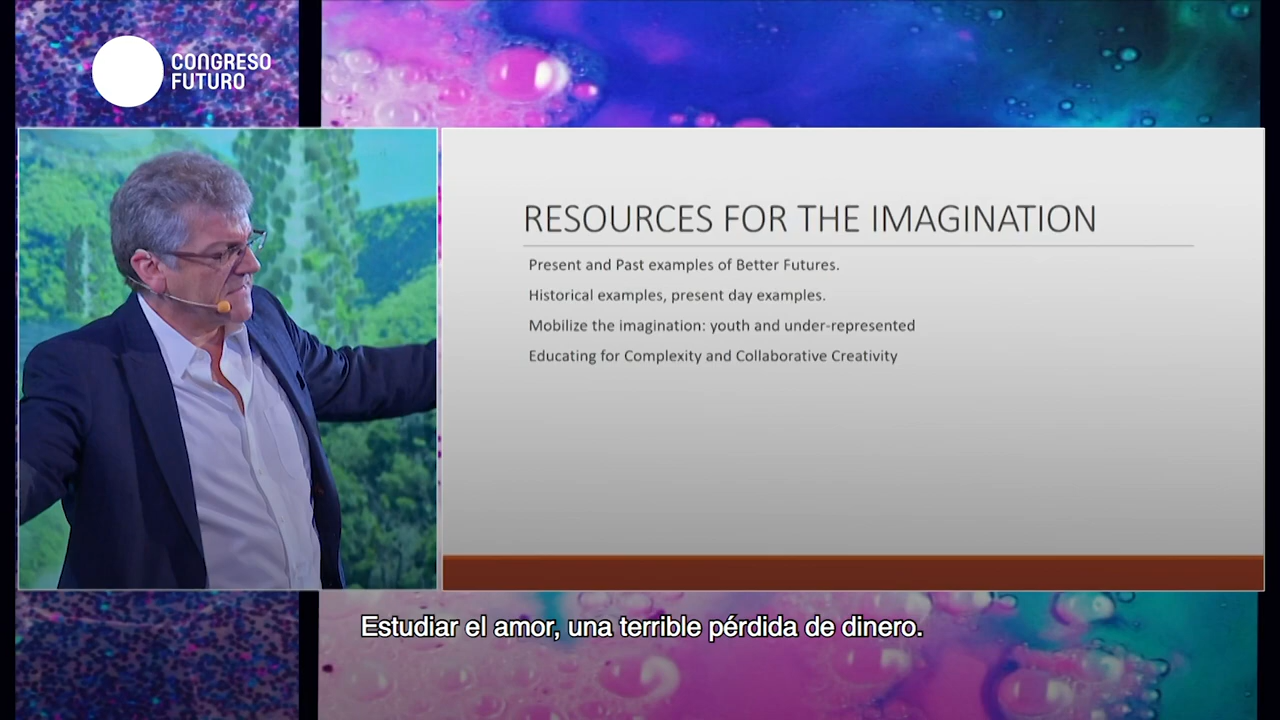 CONGRESO
FUTURO
RESOURCES FOR THE IMAGINATION
Present and Past examples of Better Futures.
Historical examples, present day examples.
Mobilize the imagination: youth and under-represented
Educating for Complexity and Collaborative Creativity
Estudiar el amor, una terrible pérdida de dinero.